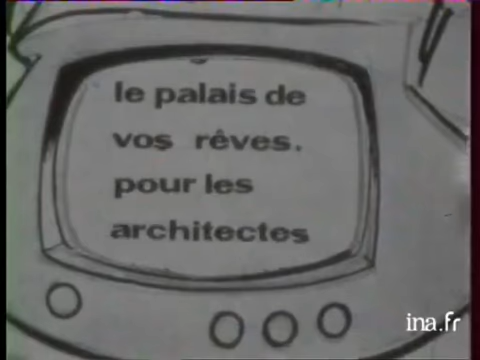 le palais de
vos rêves.
pour les
architectes
ina.fr